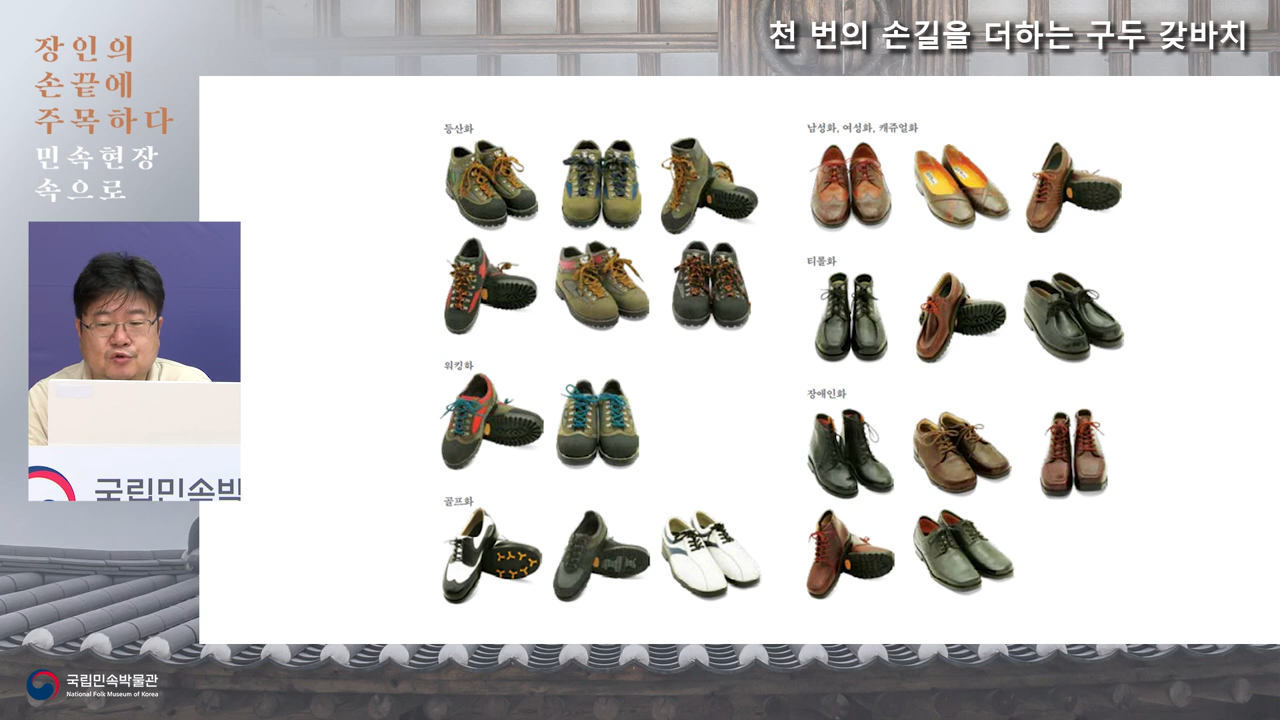 천 번의 손길을 더하는 구두 갖바치
장인의
손끝에
주목하다
민속현장
속으로
등산화
워킹화
골프화
남성화, 여성화, 캐쥬얼화
티롤화
장애인화
국립민속박
국립민속박물관
National Folk Museum of Korea